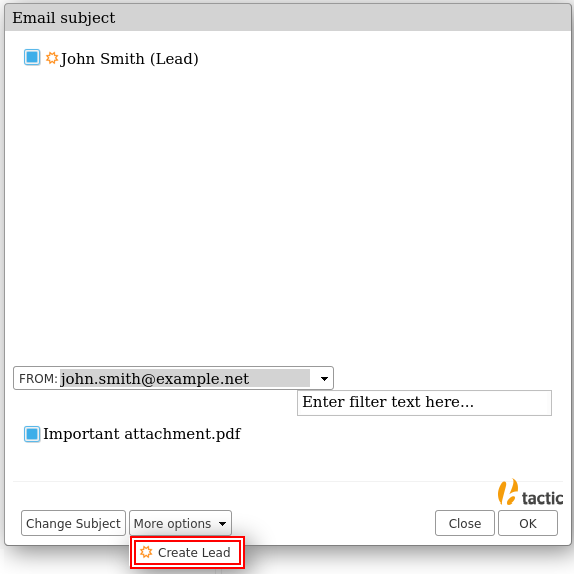 Email subject
John Smith (Lead)
FROM: john.smith@example.net
Enter filter text here...
Important attachment.pdf
tactic
Change Subject More options Close OK
Create Lead